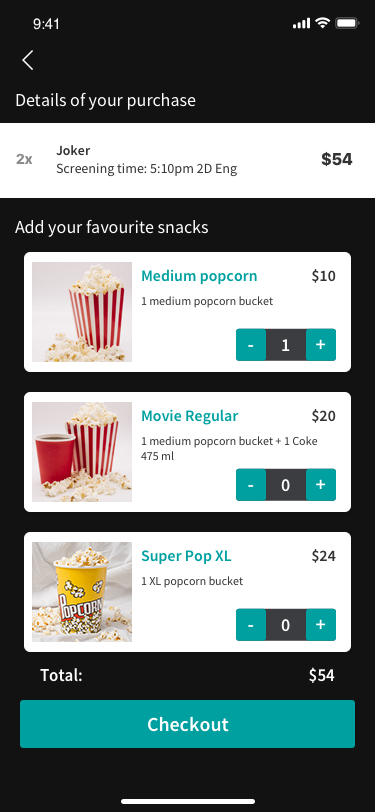 9:41
Details of your purchase
2x
Joker
$54
Screening time: 5:10pm 2D Eng
Add your favourite snacks
Medium popcorn
$10
1 medium popcorn bucket
- 1 +
Movie Regular
$20
1 medium popcorn bucket + 1 Coke
475 ml
- 0 +
Super Pop XL
$24
1 XL popcorn bucket
POPCORN
- 0 +
Total:
$54
Checkout